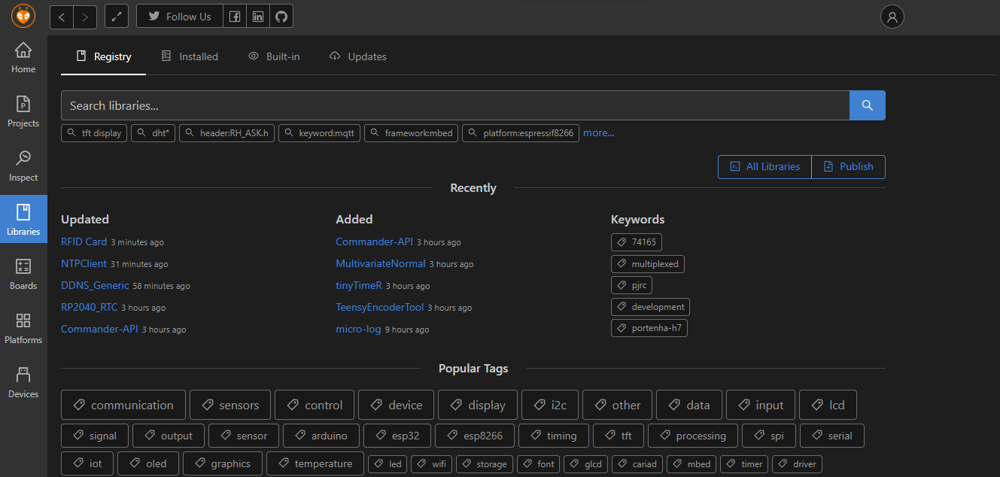 Follow Us
Home
Projects
Inspect
Libraries
Boards
Platforms
Devices
Registry Installed Built-in Updates
Search libraries...
tft display dht* header:RH_ASK.h keyword:mqtt framework:mbed platform:espressif8266 more...
All Libraries Publish
Recently
Updated
RFID Card 3 minutes ago
NTPClient 31 minutes ago
DDNS_Generic 58 minutes ago
RP2040_RTC 3 hours ago
Commander-API 3 hours ago
Added
Commander-API 3 hours ago
MultivariateNormal 3 hours ago
tinyTimeR 3 hours ago
TeensyEncoderTool 3 hours ago
micro-log 9 hours ago
Keywords
74165
multiplexed
pjrc
development
portenha-h7
Popular Tags
communication sensors control device display i2c other data input lcd
signal output sensor arduino esp32 esp8266 timing tft processing spi serial
iot oled graphics temperature led wifi storage font glcd cariad mbed timer driver